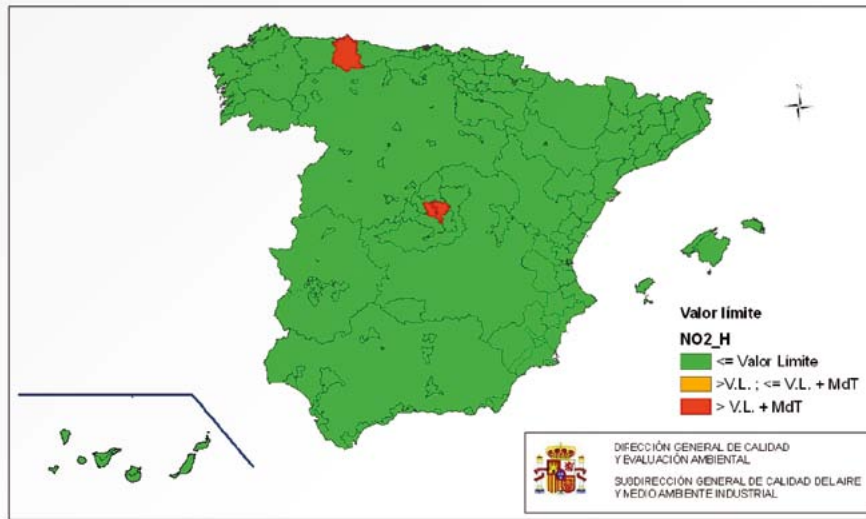 N
Valor límite
NO2_H
<= Valor Límite
>V.L. ; <= V.L. + MdT
> V.L. + MdT
DIRECCIÓN GENERAL DE CALIDAD
Y EVALUACIÓN AMBIENTAL
SUBDIRECCIÓN GENERAL DE CALIDAD DEL AIRE
Y MEDIO AMBIENTE INDUSTRIAL